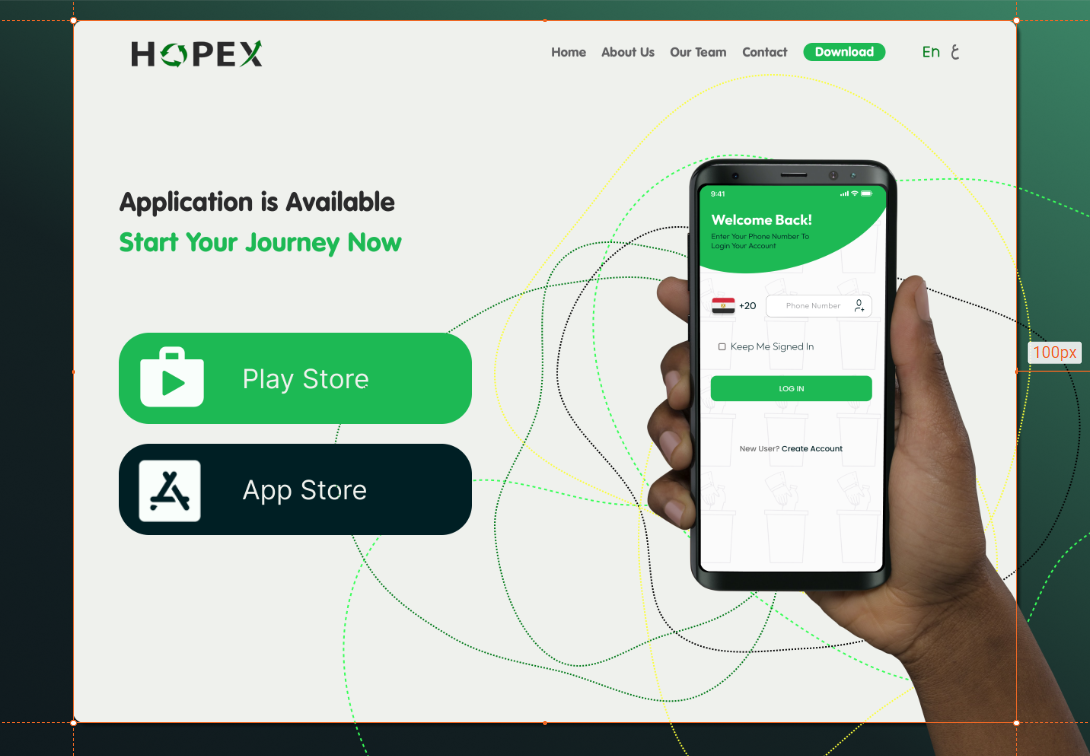 HOPEX
Home About Us Our Team Contact Download En ع
Application is Available
Start Your Journey Now
Play Store
App Store
9:41
Welcome Back!
Enter Your Phone Number To
Login Your Account
+20 Phone Number
Keep Me Signed In
LOG IN
New User? Create Account
100px